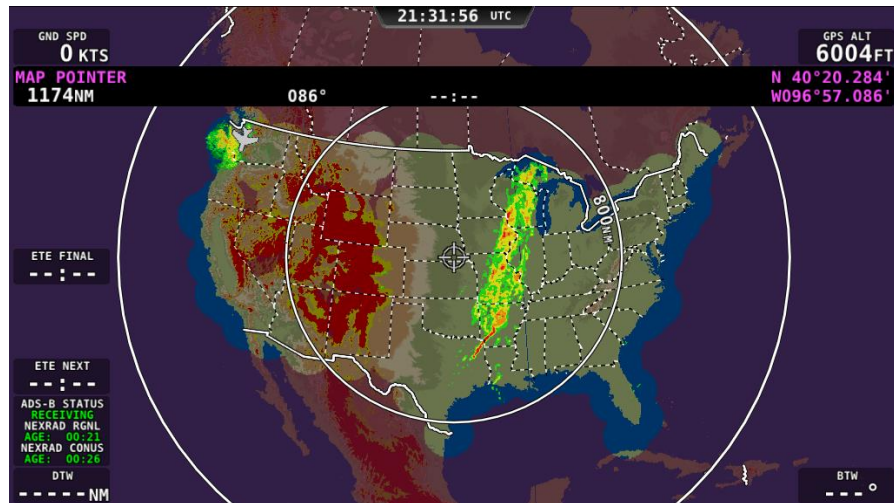 21:31:56 UTC
GND SPD
0 KTS
GPS ALT
6004FT
MAP POINTER
1174NM 086° --:--
N 40°20.284'
W096°57.086'
800NM
ETE FINAL
--:--
ETE NEXT
--:--
ADS-B STATUS
RECEIVING
NEXRAD RGNL
AGE: 00:21
NEXRAD CONUS
AGE: 00:26
DTW
-----NM
BTW
---°